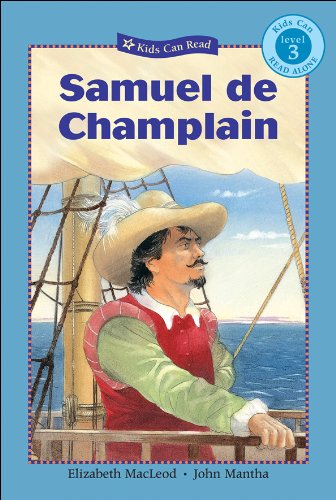 Kids Can Read
Kids Can
level
3
READ ALONE
Samuel de
Champlain
Elizabeth MacLeod • John Mantha